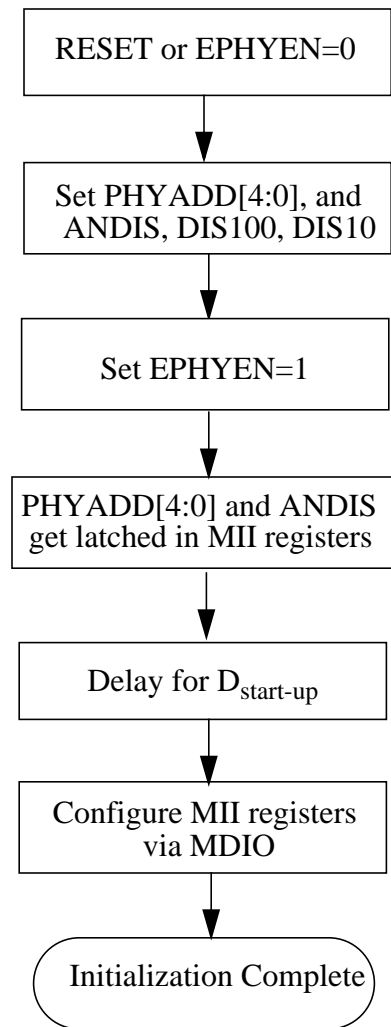 RESET or EPHYEN=0
Set PHYADD[4:0], and
ANDIS, DIS100, DIS10
Set EPHYEN=1
PHYADD[4:0] and ANDIS
get latched in MII registers
Delay for Dstart-up
Configure MII registers
via MDIO
Initialization Complete